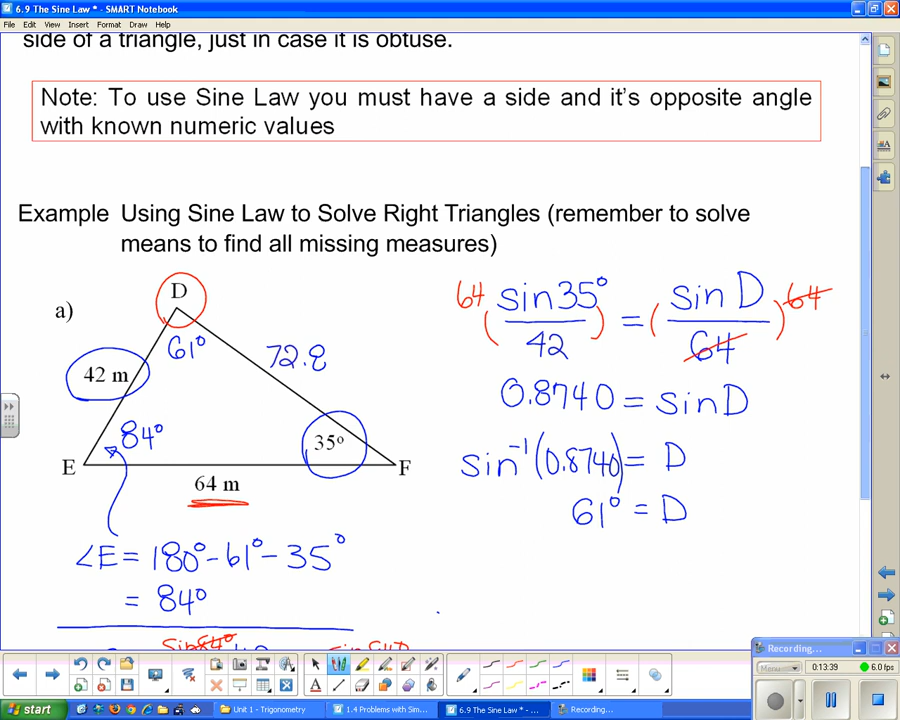 6.9 The Sine Law * - SMART Notebook
File Edit View Insert Format Draw Help
side of a triangle, just in case it is obtuse.
Note: To use Sine Law you must have a side and it's opposite angle
with known numeric values
Example Using Sine Law to Solve Right Triangles (remember to solve
means to find all missing measures)
a)
D
61°
42 m
72.8
84°
35°
E
F
64 m
∠E = 180° - 61° - 35°
= 84°
64 (sin35°/42) = (sin D/64) 64
0.8740 = sin D
sin⁻¹(0.8740) = D
61° = D
sin84°
Recording...
Menu
0:13:39
6.0 fps
start
Unit 1 - Trigonometry
1.4 Problems with Sim...
6.9 The Sine Law * - ...
Recording...